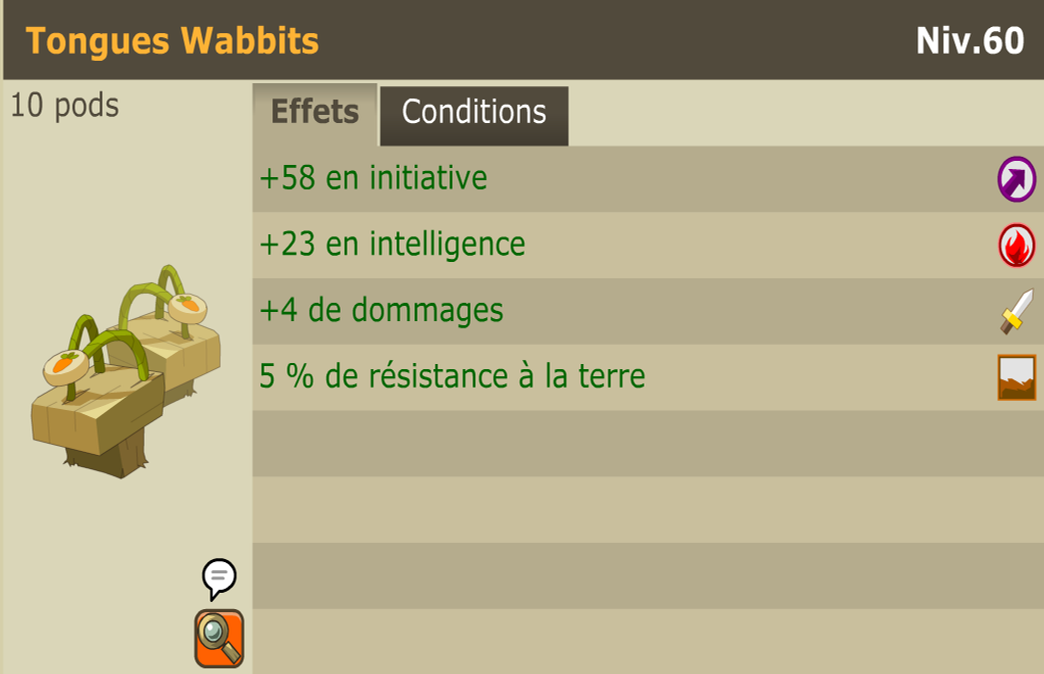 Tongues Wabbits
Niv.60
10 pods
Effets
Conditions
+58 en initiative
+23 en intelligence
+4 de dommages
5 % de résistance à la terre